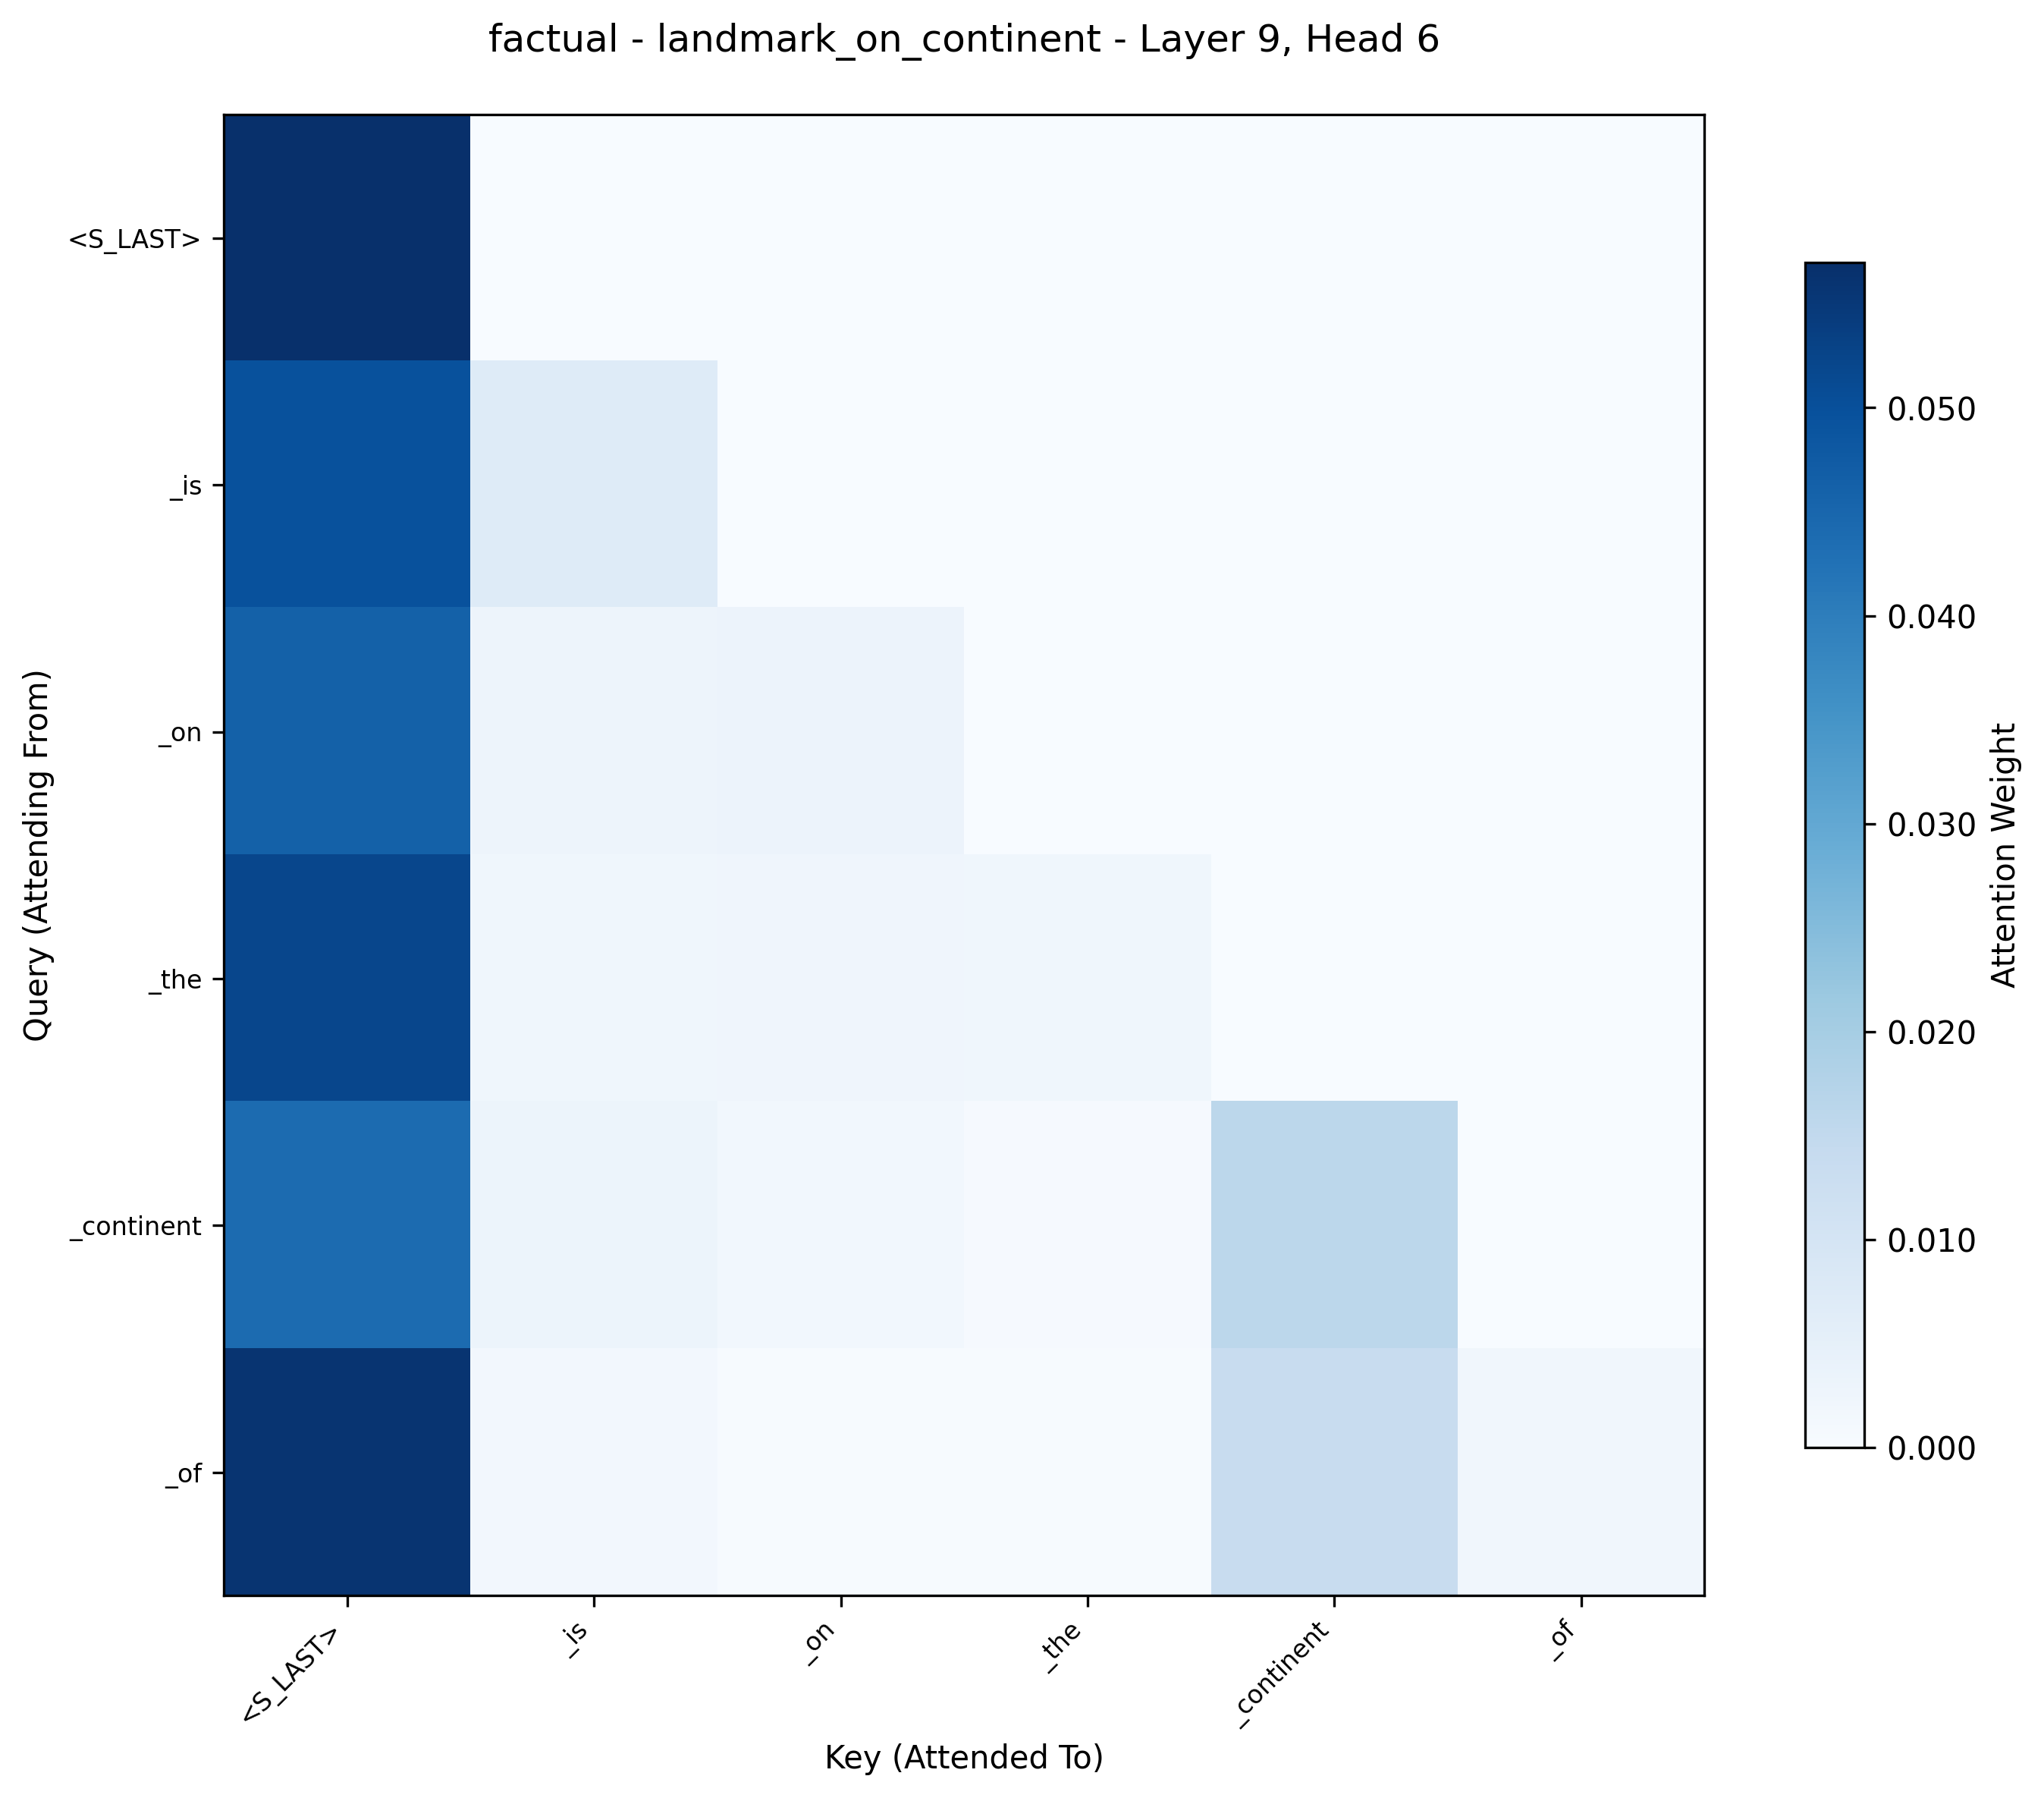 factual - landmark_on_continent - Layer 9, Head 6
Query (Attending From)
<S_LAST>
_is
_on
_the
_continent
_of
<S_LAST>
_is
_on
_the
_continent
_of
Key (Attended To)
0.050
0.040
0.030
0.020
0.010
0.000
Attention Weight